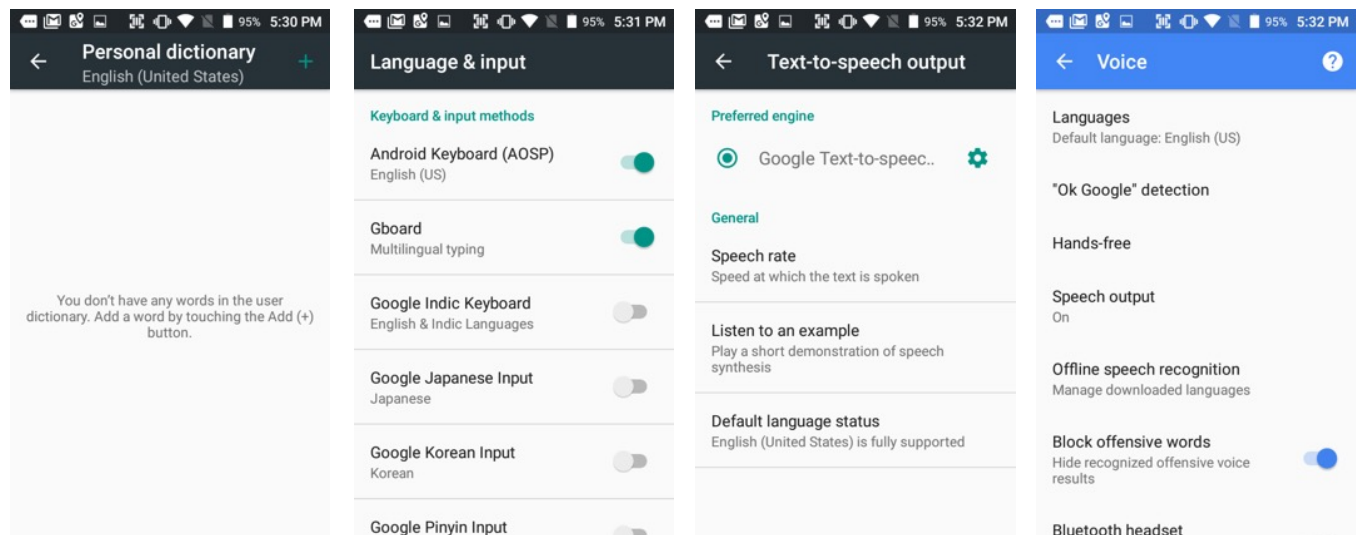 95% 5:30 PM
Personal dictionary
English (United States)
You don't have any words in the user
dictionary. Add a word by touching the Add (+)
button.
95% 5:31 PM
Language & input
Keyboard & input methods
Android Keyboard (AOSP)
English (US)
Gboard
Multilingual typing
Google Indic Keyboard
English & Indic Languages
Google Japanese Input
Japanese
Google Korean Input
Korean
Google Pinyin Input
95% 5:32 PM
Text-to-speech output
Preferred engine
Google Text-to-speec..
General
Speech rate
Speed at which the text is spoken
Listen to an example
Play a short demonstration of speech
synthesis
Default language status
English (United States) is fully supported
95% 5:32 PM
Voice
Languages
Default language: English (US)
"Ok Google" detection
Hands-free
Speech output
On
Offline speech recognition
Manage downloaded languages
Block offensive words
Hide recognized offensive voice
results
Bluetooth headset